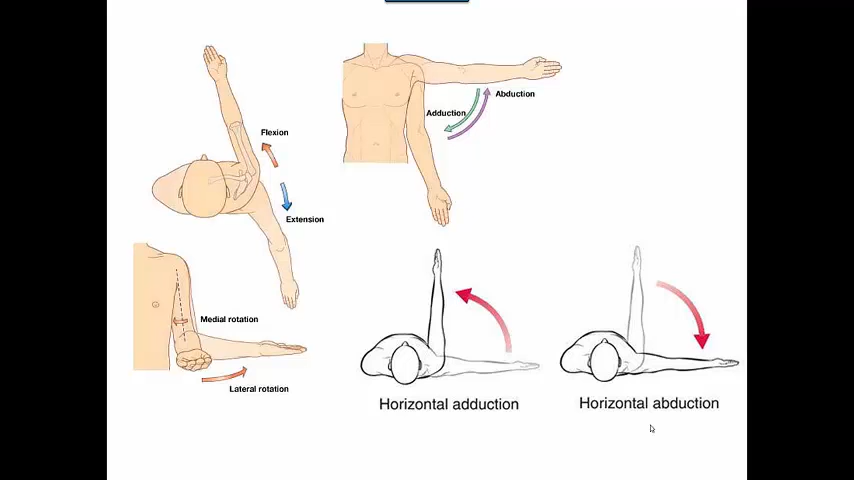 Flexion
Extension
Abduction
Adduction
Medial rotation
Lateral rotation
Horizontal adduction
Horizontal abduction